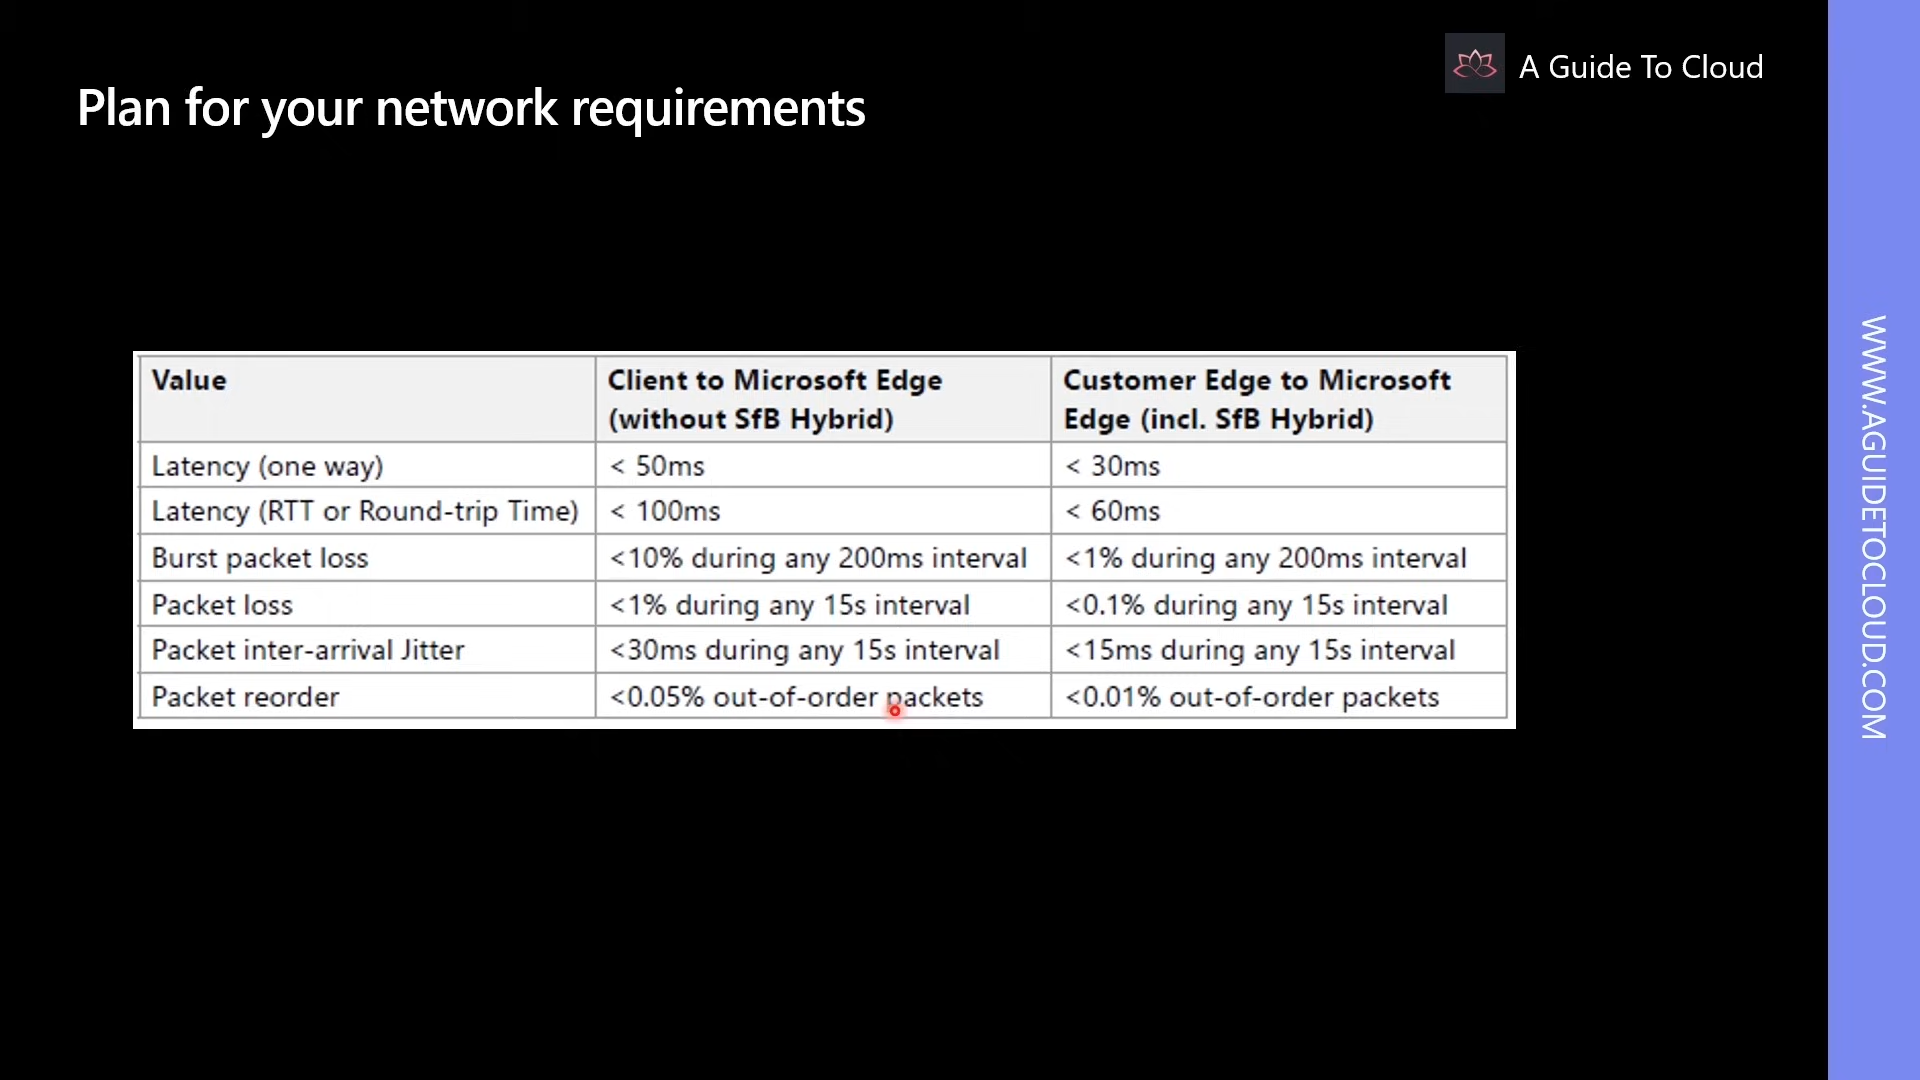 A Guide To Cloud
Plan for your network requirements
Value
Client to Microsoft Edge
(without SfB Hybrid)
Customer Edge to Microsoft
Edge (incl. SfB Hybrid)
Latency (one way)
< 50ms
< 30ms
Latency (RTT or Round-trip Time)
< 100ms
< 60ms
Burst packet loss
<10% during any 200ms interval
<1% during any 200ms interval
Packet loss
<1% during any 15s interval
<0.1% during any 15s interval
Packet inter-arrival Jitter
<30ms during any 15s interval
<15ms during any 15s interval
Packet reorder
<0.05% out-of-order packets
<0.01% out-of-order packets
WWW.AGUIDETOCLOUD.COM